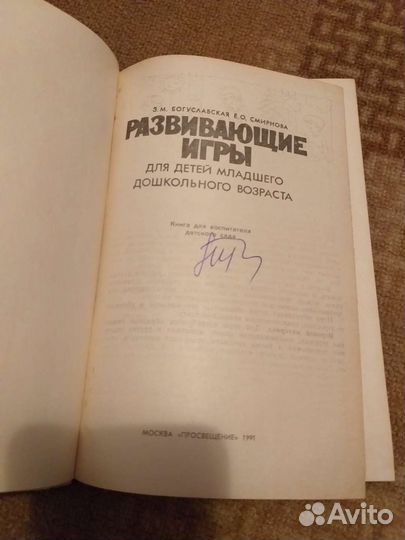 З.М. БОГУСЛАВСКАЯ Е.О. СМИРНОВА
РАЗВИВАЮЩИЕ
ИГРЫ
ДЛЯ ДЕТЕЙ МЛАДШЕГО
ДОШКОЛЬНОГО ВОЗРАСТА
Книга для воспитателя
детского сада
МОСКВА «ПРОСВЕЩЕНИЕ» 1991
Avito